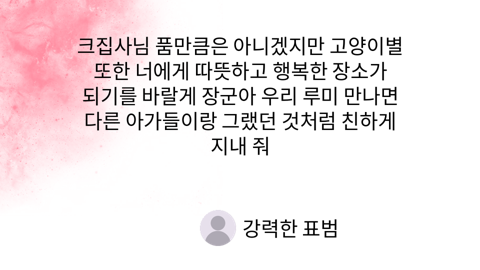 크집사님 품만큼은 아니겠지만 고양이별
또한 너에게 따뜻하고 행복한 장소가
되기를 바랄게 장군아 우리 루미 만나면
다른 아가들이랑 그랬던 것처럼 친하게
지내 줘
강력한 표범